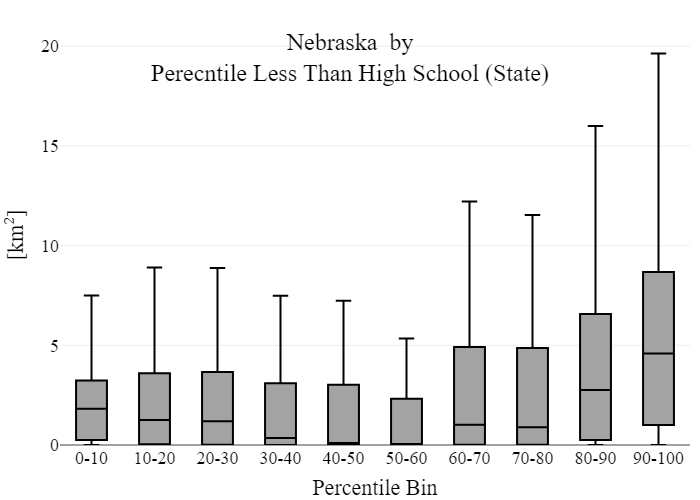 Nebraska by
Perecntile Less Than High School (State)
20
15
10
5
0
[km²]
0-10 10-20 20-30 30-40 40-50 50-60 60-70 70-80 80-90 90-100
Percentile Bin